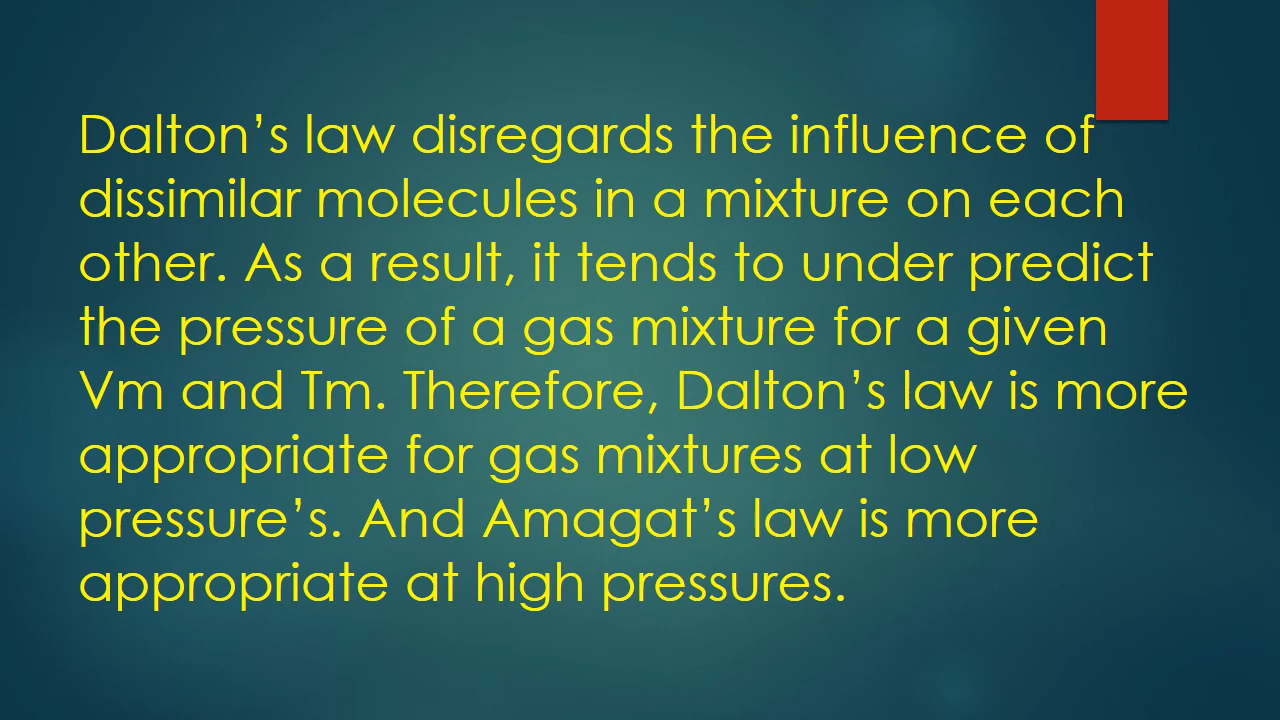 Dalton’s law disregards the influence of
dissimilar molecules in a mixture on each
other. As a result, it tends to under predict
the pressure of a gas mixture for a given
Vm and Tm. Therefore, Dalton’s law is more
appropriate for gas mixtures at low
pressure’s. And Amagat’s law is more
appropriate at high pressures.